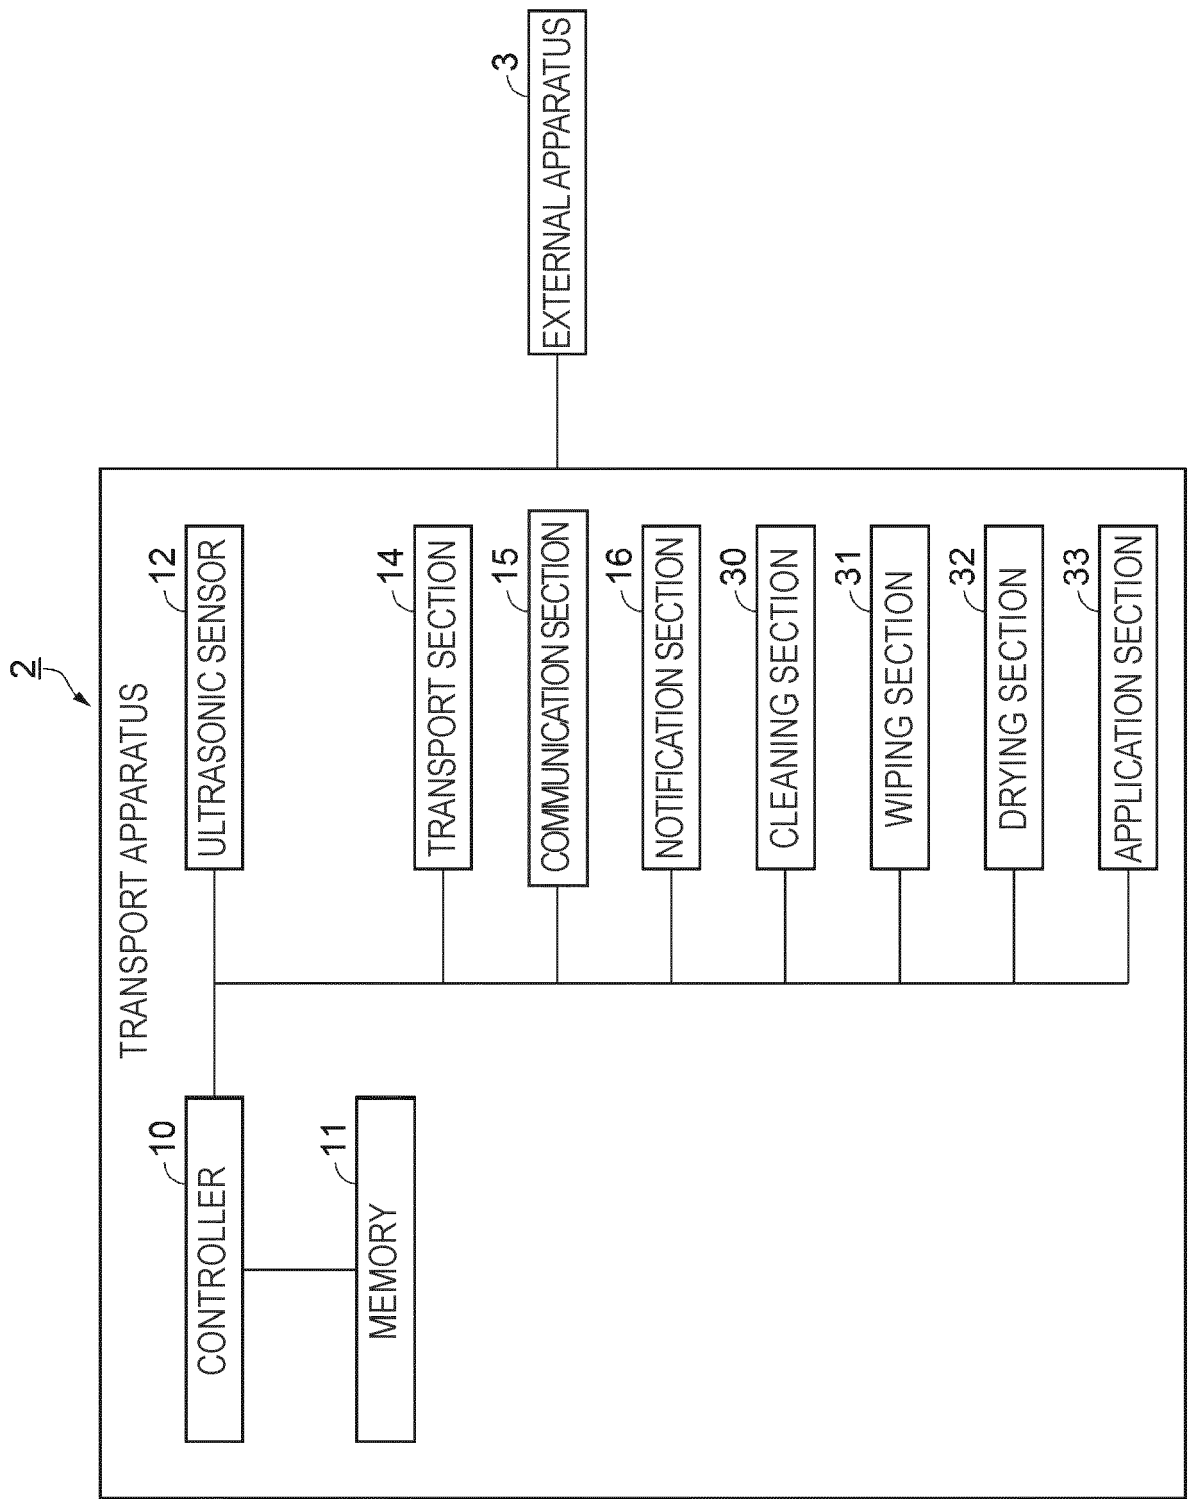 2
TRANSPORT APPARATUS
10
CONTROLLER
11
MEMORY
12
ULTRASONIC SENSOR
14
TRANSPORT SECTION
15
COMMUNICATION SECTION
16
NOTIFICATION SECTION
30
CLEANING SECTION
31
WIPING SECTION
32
DRYING SECTION
33
APPLICATION SECTION
3
EXTERNAL APPARATUS